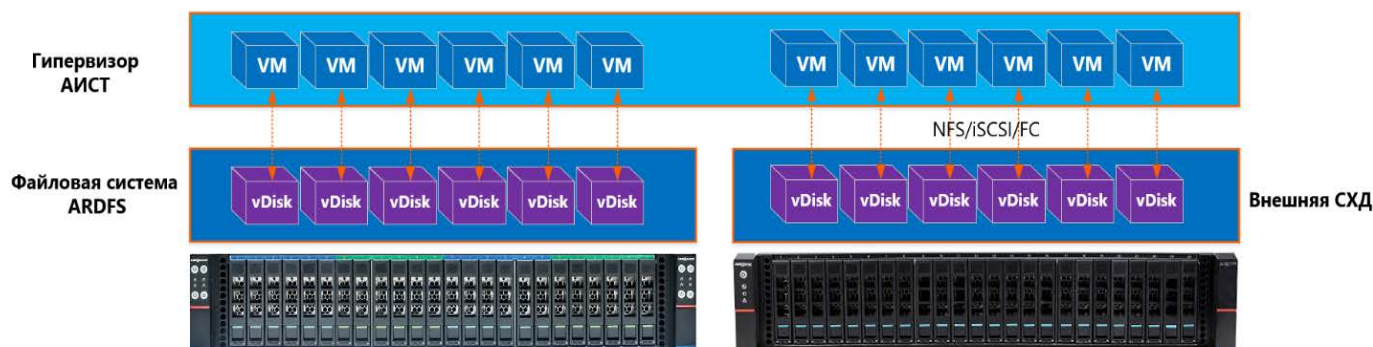 Гипервизор
АИСТ
VM VM VM VM VM VM
VM VM VM VM VM VM
NFS/iSCSI/FC
Файловая система
ARDFS
vDisk vDisk vDisk vDisk vDisk vDisk
vDisk vDisk vDisk vDisk vDisk vDisk
Внешняя СХД